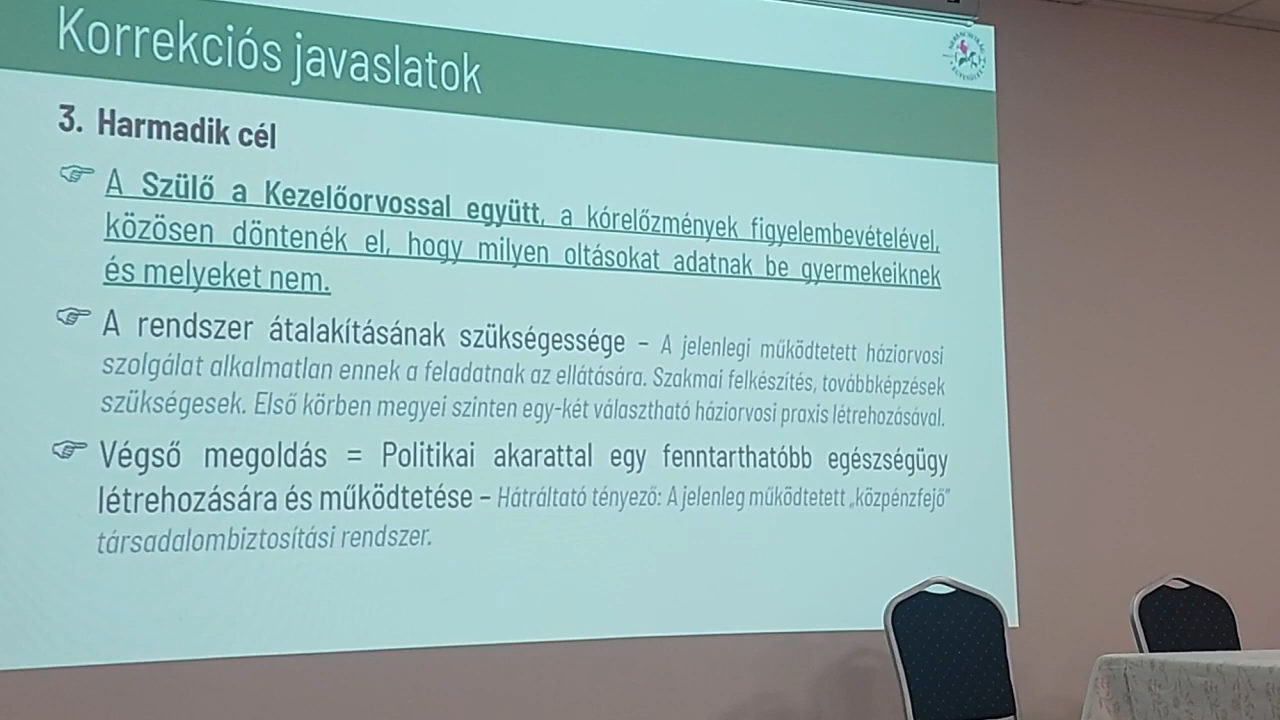 Korrekciós javaslatok
3. Harmadik cél
A Szülő a Kezelőorvossal együtt, a kórelőzmények figyelembevételével,
közösen döntenék el, hogy milyen oltásokat adatnak be gyermekeiknek
és melyeket nem.
A rendszer átalakításának szükségessége – A jelenlegi működtetett háziorvosi
szolgálat alkalmatlan ennek a feladatnak az ellátására. Szakmai felkészítés, továbbképzések
szükségesek. Első körben megyei szinten egy-két választható háziorvosi praxis létrehozásával.
Végső megoldás = Politikai akarattal egy fenntarthatóbb egészségügy
létrehozására és működtetése – Hátráltató tényező: A jelenleg működtetett „közpénzfejő”
társadalombiztosítási rendszer.